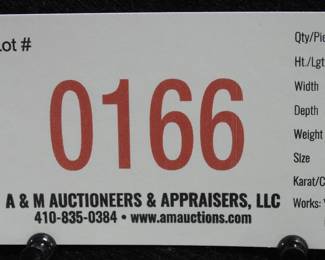 Lot #
0166
A & M AUCTIONEERS & APPRAISERS, LLC
410-835-0384 • www.amauctions.com
Qty/Pie
Ht./Lgt
Width
Depth
Weight
Size
Karat/C
Works: